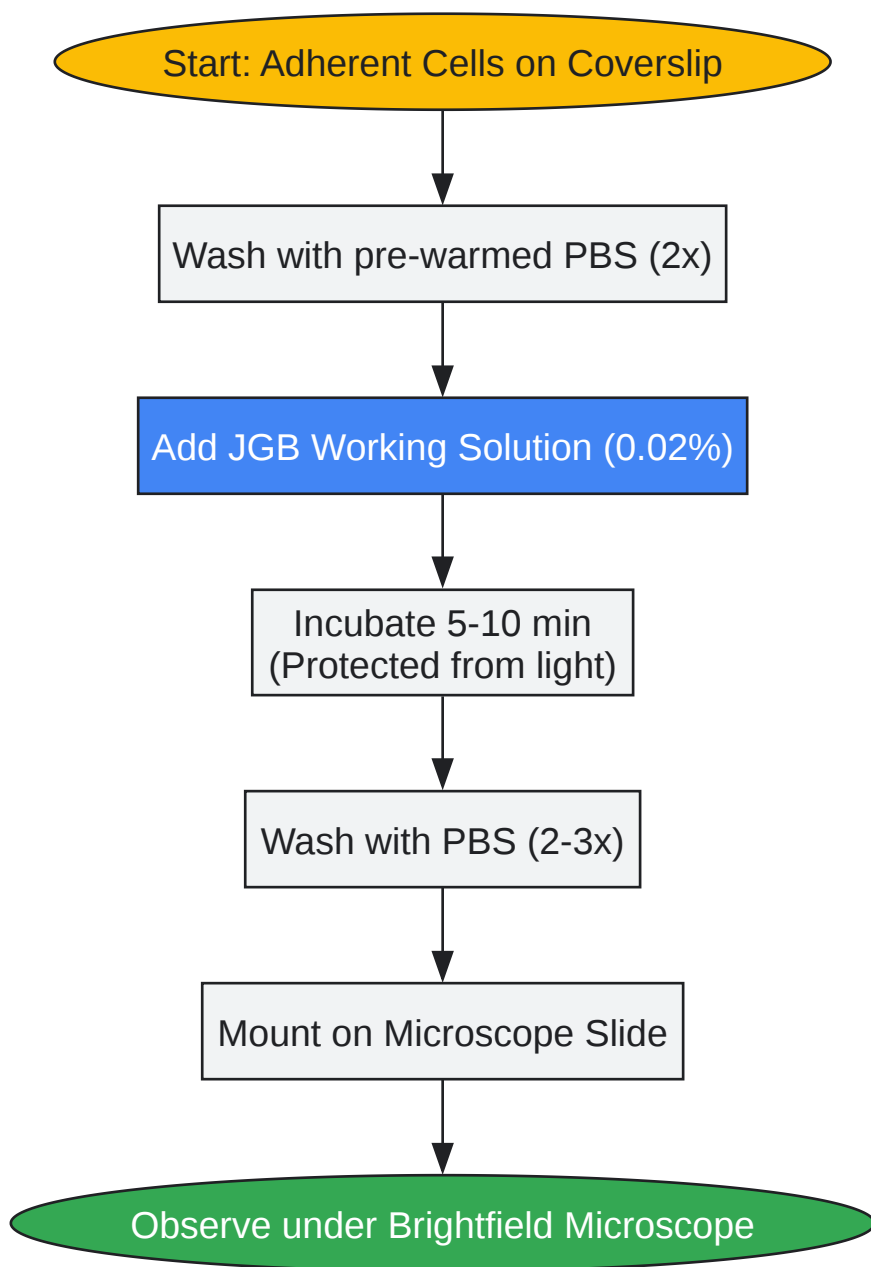 Start: Adherent Cells on Coverslip
Wash with pre-warmed PBS (2x)
Add JGB Working Solution (0.02%)
Incubate 5-10 min
(Protected from light)
Wash with PBS (2-3x)
Mount on Microscope Slide
Observe under Brightfield Microscope